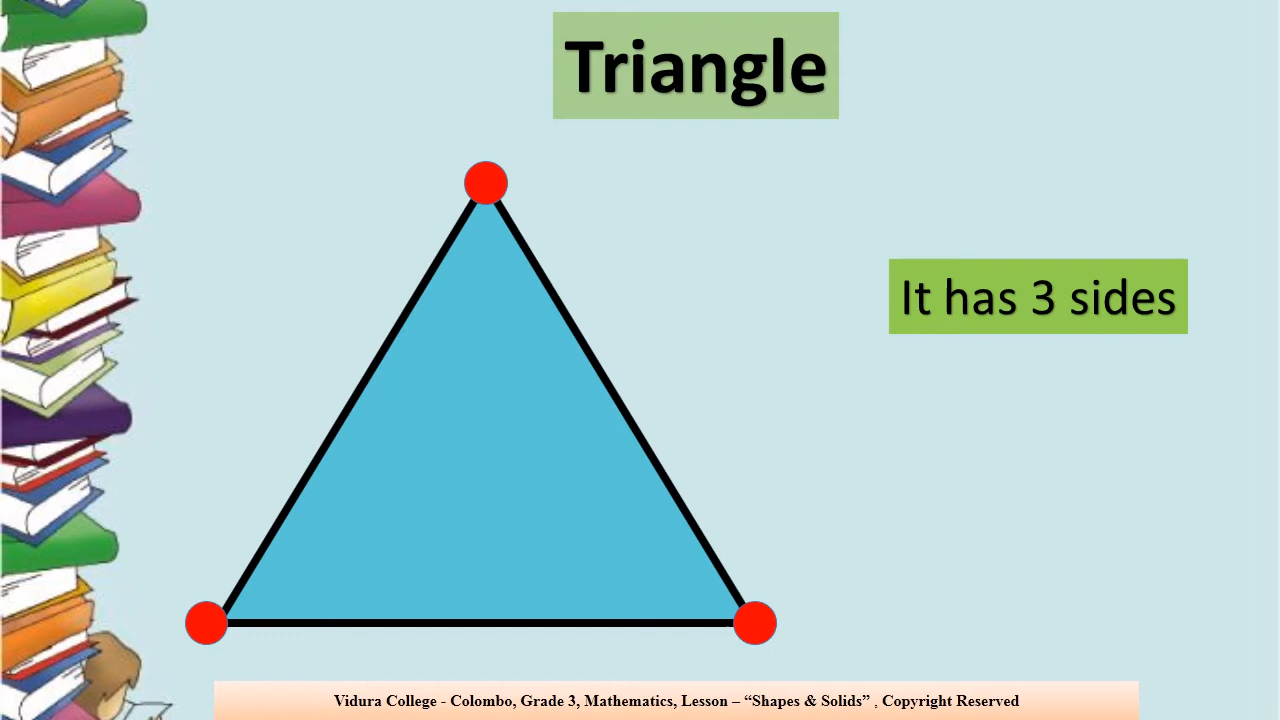 Triangle
It has 3 sides
Vidura College - Colombo, Grade 3, Mathematics, Lesson – “Shapes & Solids” , Copyright Reserved